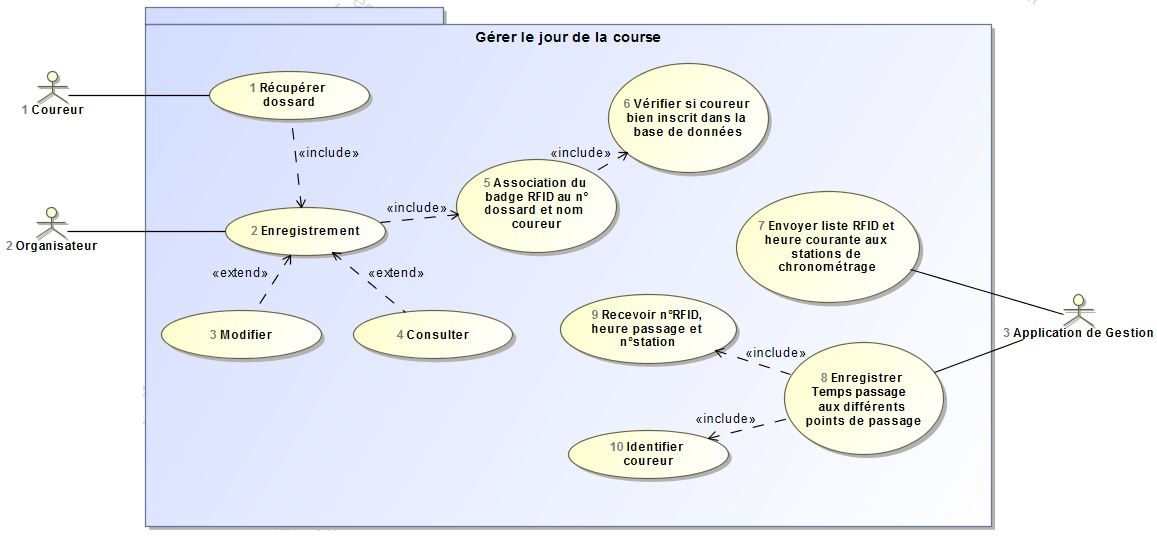 Gérer le jour de la course
1 Récupérer
dossard
1 Coureur
«include»
6 Vérifier si coureur
bien inscrit dans la
base de données
«include»
5 Association du
badge RFID au n°
dossard et nom
coureur
«include»
2 Enregistrement
2 Organisateur
7 Envoyer liste RFID et
heure courante aux
stations de
chronométrage
«extend»
«extend»
3 Modifier
4 Consulter
9 Recevoir n°RFID,
heure passage et
n°station
3 Application de Gestion
«include»
8 Enregistrer
Temps passage
aux différents
points de passage
«include»
10 Identifier
coureur